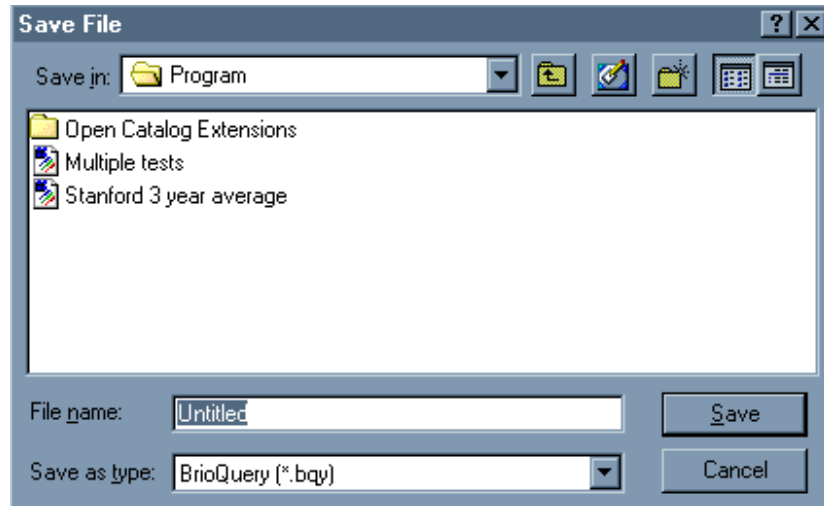 Save File
Save in: Program
Open Catalog Extensions
Multiple tests
Stanford 3 year average
File name: Untitled Save
Save as type: BrioQuery (*.bqy) Cancel